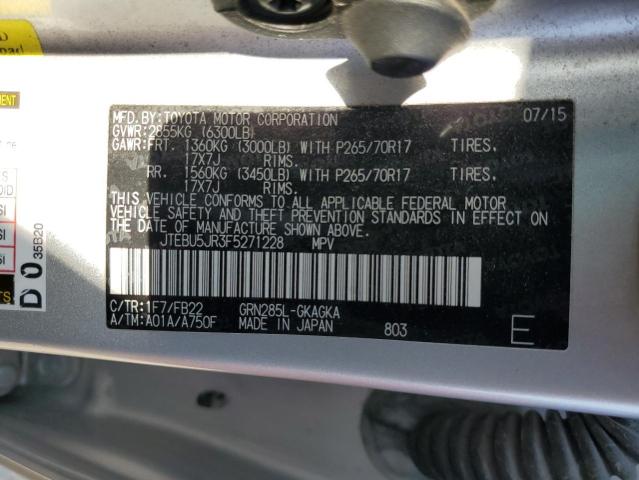 MFD.BY:TOYOTA MOTOR CORPORATION 07/15
GVWR:2855KG (6300LB)
GAWR:FRT. 1360KG (3000LB) WITH P265/70R17 TIRES.
17X7J RIMS.
RR. 1560KG (3450LB) WITH P265/70R17 TIRES.
17X7J RIMS.
THIS VEHICLE CONFORMS TO ALL APPLICABLE FEDERAL MOTOR
VEHICLE SAFETY AND THEFT PREVENTION STANDARDS IN EFFECT ON
THE DATE OF MANUFACTURE SHOWN ABOVE.
JTEBU5JR3F5271228 MPV
C/TR:1F7/FB22 GRN285L-GKAGKA
A/TM:A01A/A750F MADE IN JAPAN 803
E
35B20